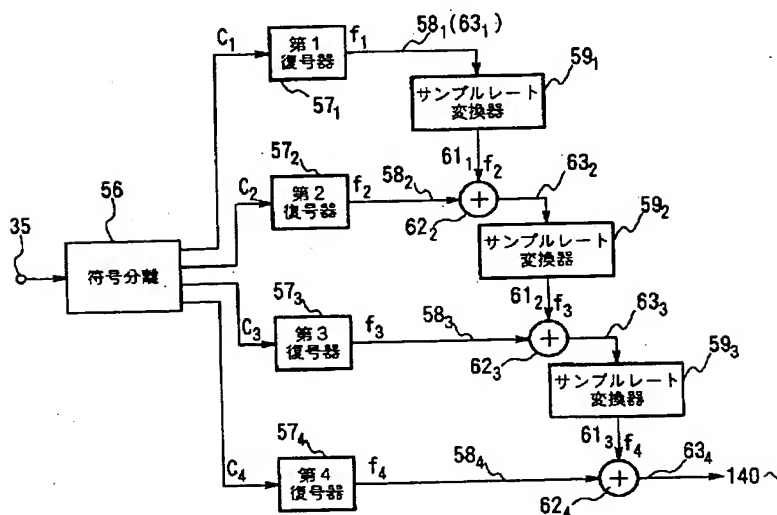 C₁
第1
復号器
f₁
58₁(63₁)
57₁
59₁
サンプルレート
変換器
61₁ f₂
56
35
符号分離
C₂
57₂
第2
復号器
f₂
58₂
63₂
62₂
59₂
サンプルレート
変換器
61₂ f₃
C₃
57₃
第3
復号器
f₃
58₃
63₃
62₃
59₃
サンプルレート
変換器
61₃ f₄
C₄
57₄
第4
復号器
f₄
58₄
63₄
62₄
140~